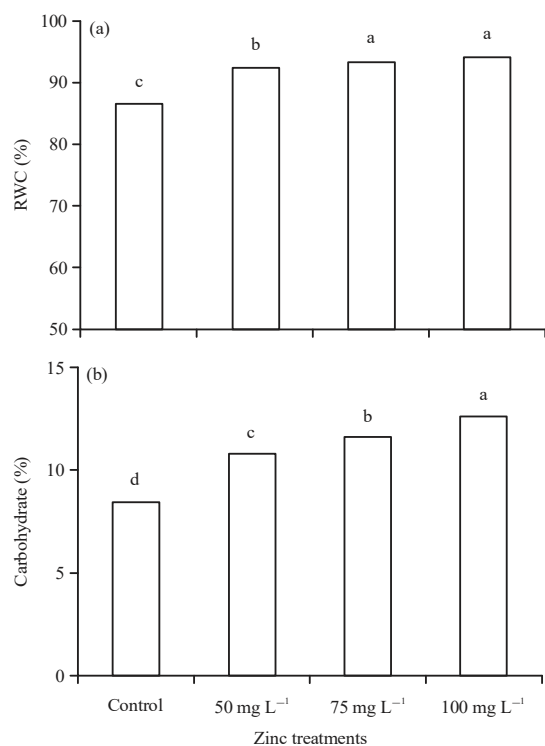 (a)
RWC (%)
100
90
80
70
60
50
c
b
a
a
(b)
Carbohydrate (%)
15
10
5
0
d
c
b
a
Control 50 mg L⁻¹ 75 mg L⁻¹ 100 mg L⁻¹
Zinc treatments